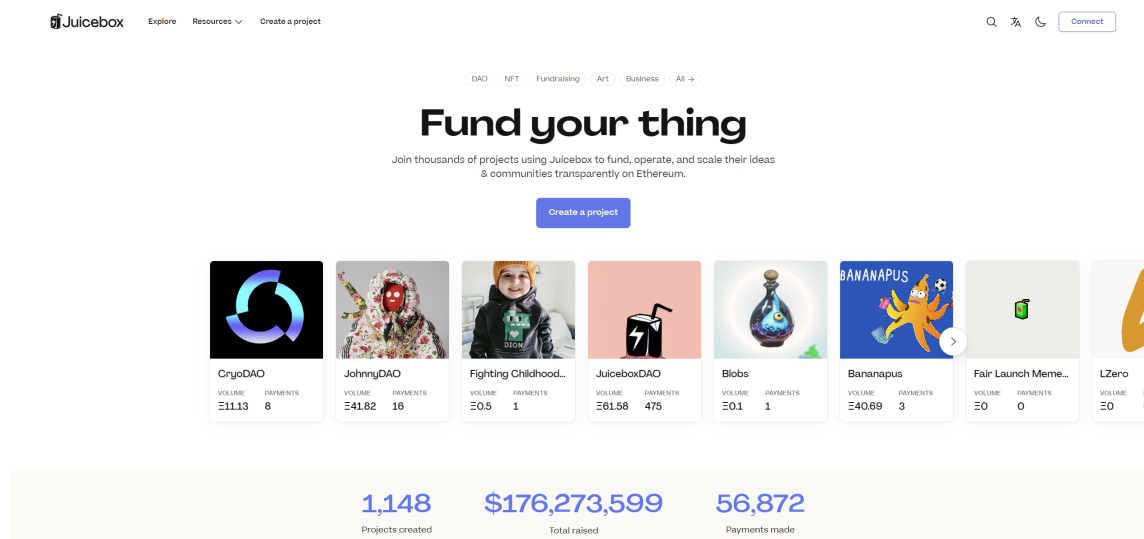 Juicebox
Explore
Resources
Create a project
Connect
DAO
NFT
Fundraising
Art
Business
All →
Fund your thing
Join thousands of projects using Juicebox to fund, operate, and scale their ideas
& communities transparently on Ethereum.
Create a project
DION
BANANAPUS
CryoDAO
VOLUME PAYMENTS
Ξ11.13 8
JohnnyDAO
VOLUME PAYMENTS
Ξ41.82 16
Fighting Childhood...
VOLUME PAYMENTS
Ξ0.5 1
JuiceboxDAO
VOLUME PAYMENTS
Ξ61.58 475
Blobs
VOLUME PAYMENTS
Ξ0.1 1
Bananapus
VOLUME PAYMENTS
Ξ40.69 3
Fair Launch Meme...
VOLUME PAYMENTS
Ξ0 0
LZero
VOLUME
Ξ0
1,148
Projects created
$176,273,599
Total raised
56,872
Payments made